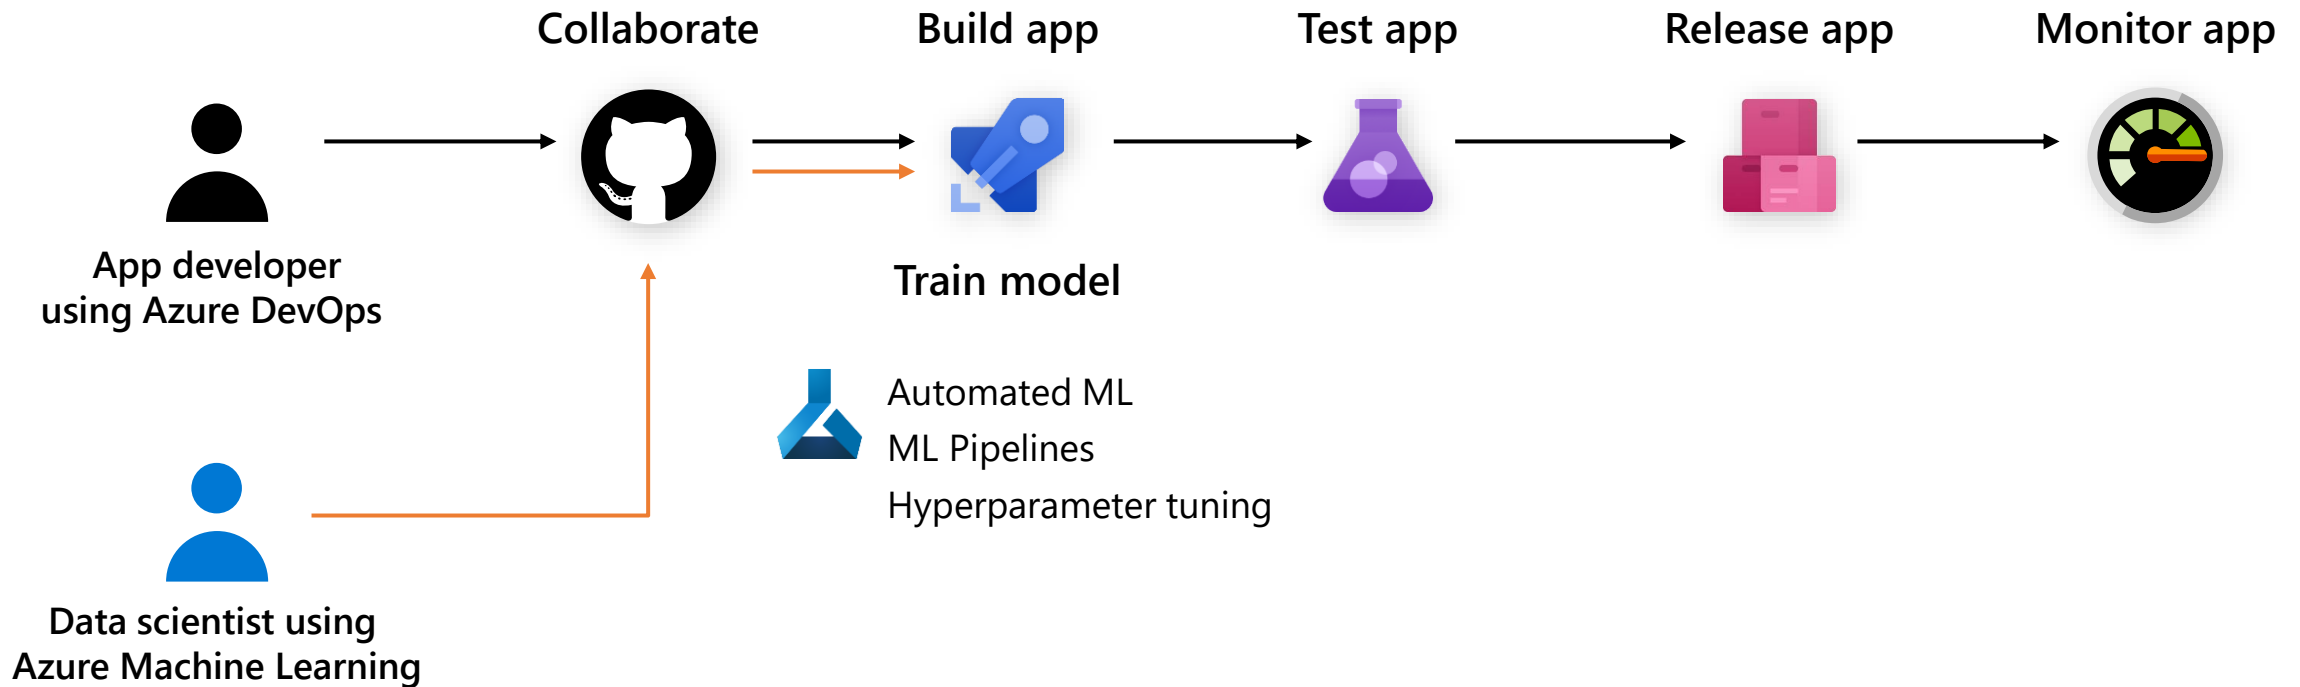 Collaborate
Build app
Test app
Release app
Monitor app
App developer
using Azure DevOps
Train model
Automated ML
ML Pipelines
Hyperparameter tuning
Data scientist using
Azure Machine Learning